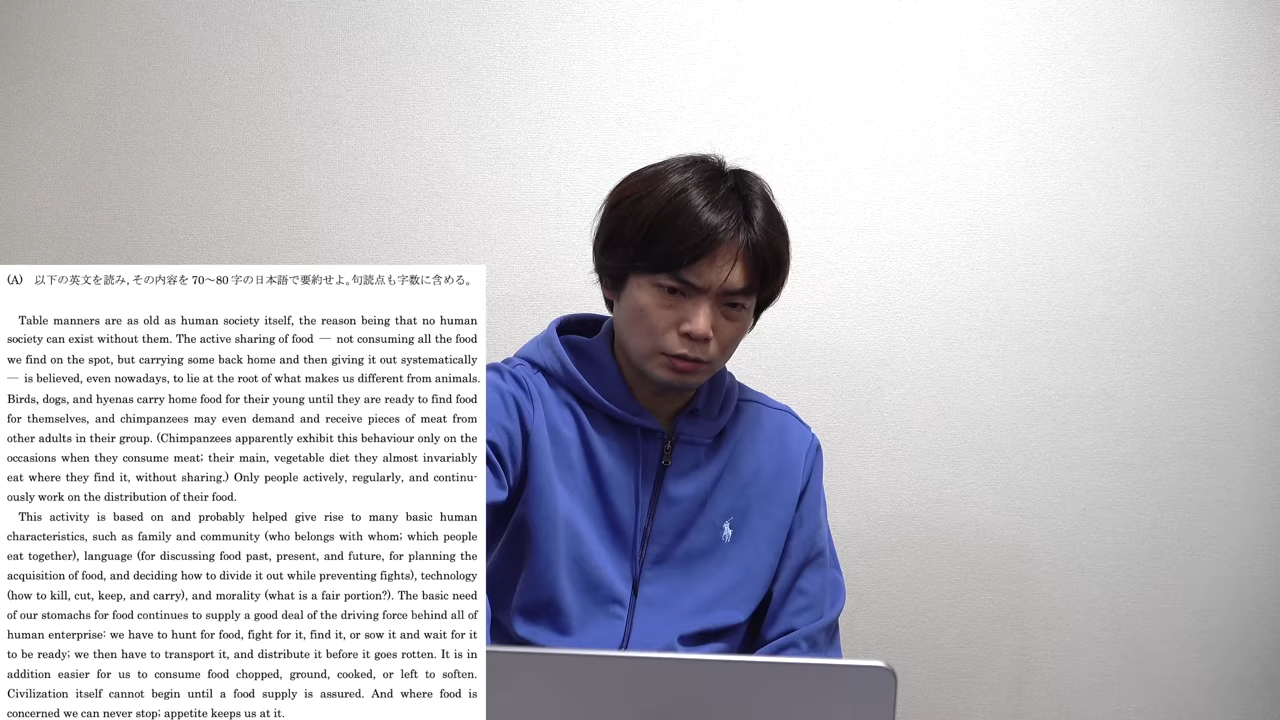 (A) 以下の英文を読み, その内容を 70～80 字の日本語で要約せよ。句読点も字数に含める。
Table manners are as old as human society itself, the reason being that no human
society can exist without them. The active sharing of food — not consuming all the food
we find on the spot, but carrying some back home and then giving it out systematically
— is believed, even nowadays, to lie at the root of what makes us different from animals.
Birds, dogs, and hyenas carry home food for their young until they are ready to find food
for themselves, and chimpanzees may even demand and receive pieces of meat from
other adults in their group. (Chimpanzees apparently exhibit this behaviour only on the
occasions when they consume meat; their main, vegetable diet they almost invariably
eat where they find it, without sharing.) Only people actively, regularly, and continu-
ously work on the distribution of their food.
This activity is based on and probably helped give rise to many basic human
characteristics, such as family and community (who belongs with whom; which people
eat together), language (for discussing food past, present, and future, for planning the
acquisition of food, and deciding how to divide it out while preventing fights), technology
(how to kill, cut, keep, and carry), and morality (what is a fair portion?). The basic need
of our stomachs for food continues to supply a good deal of the driving force behind all of
human enterprise: we have to hunt for food, fight for it, find it, or sow it and wait for it
to be ready; we then have to transport it, and distribute it before it goes rotten. It is in
addition easier for us to consume food chopped, ground, cooked, or left to soften.
Civilization itself cannot begin until a food supply is assured. And where food is
concerned we can never stop; appetite keeps us at it.